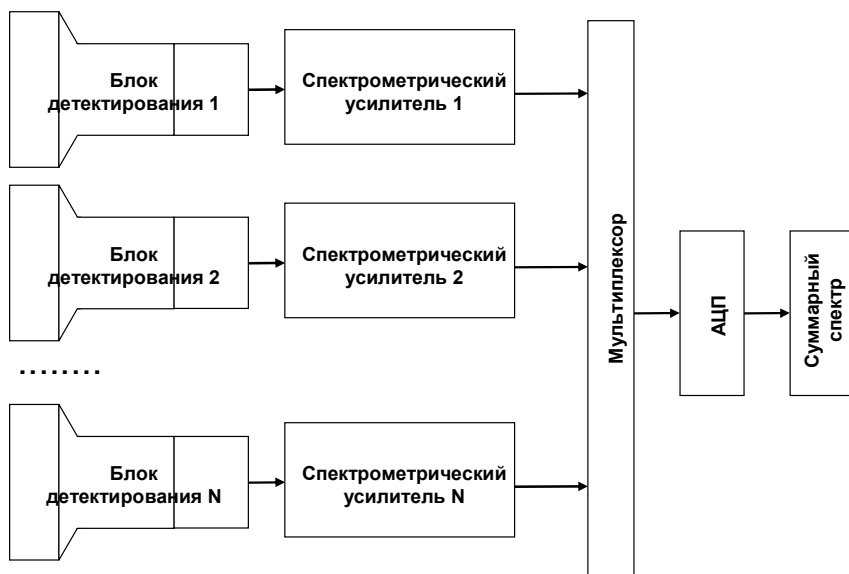 Блок
детектирования 1
Спектрометрический
усилитель 1
Блок
детектирования 2
Спектрометрический
усилитель 2
........
Блок
детектирования N
Спектрометрический
усилитель N
Мультиплексор
АЦП
Суммарный
спектр